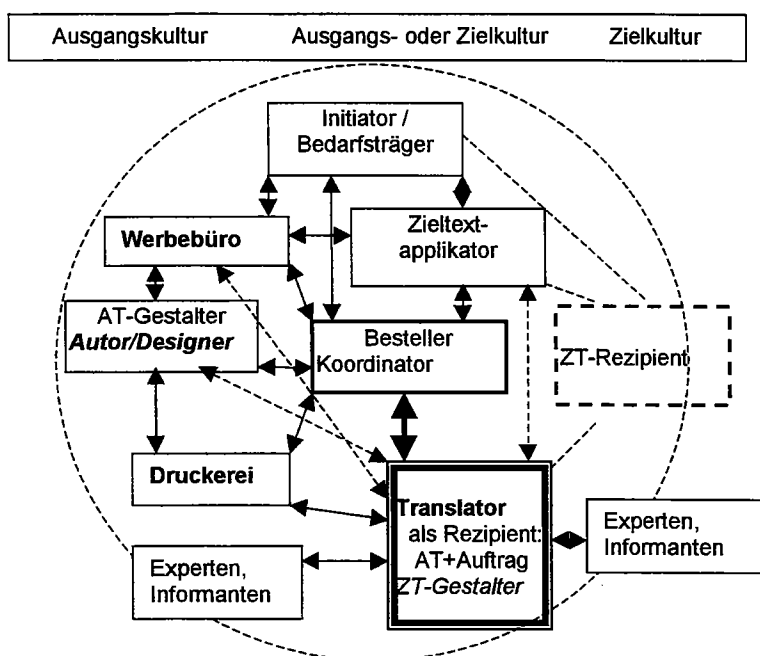 Ausgangskultur Ausgangs- oder Zielkultur Zielkultur
Initiator /
Bedarfsträger
Werbebüro
Zieltext-
applikator
AT-Gestalter
Autor/Designer
Besteller
Koordinator
ZT-Rezipient
Druckerei
Translator
als Rezipient:
AT+Auftrag
ZT-Gestalter
Experten,
Informanten
Experten,
Informanten